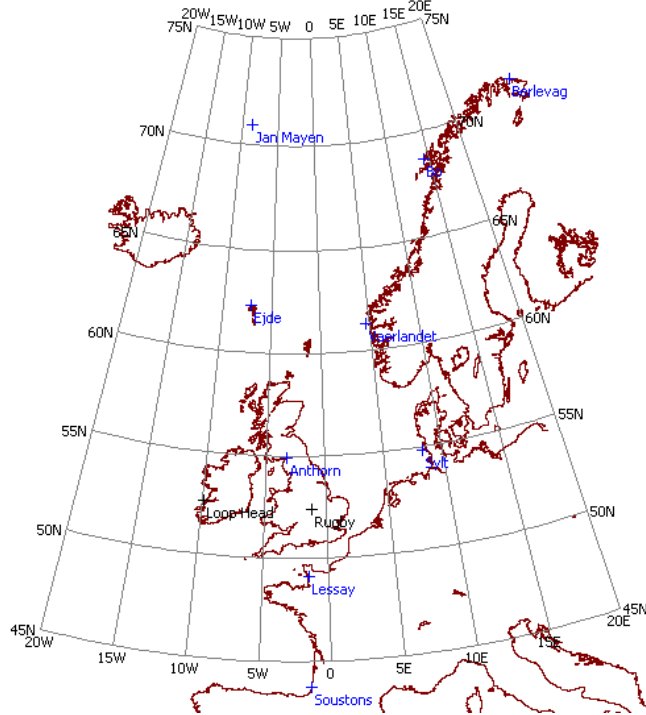 20W 15W 10W 5W 0 5E 10E 15E 20E
75N 75N
Barlevag
70N Jan Mayen 70N
Bo
65N 65N
Ejde 60N
60N Vaerlandet
55N 55N
Anthorn Sylt
Loop Head Rugby 50N
50N
Lessay
45N 45N
20W 15W 10W 5W 0 5E 10E 15E 20E
Soustons